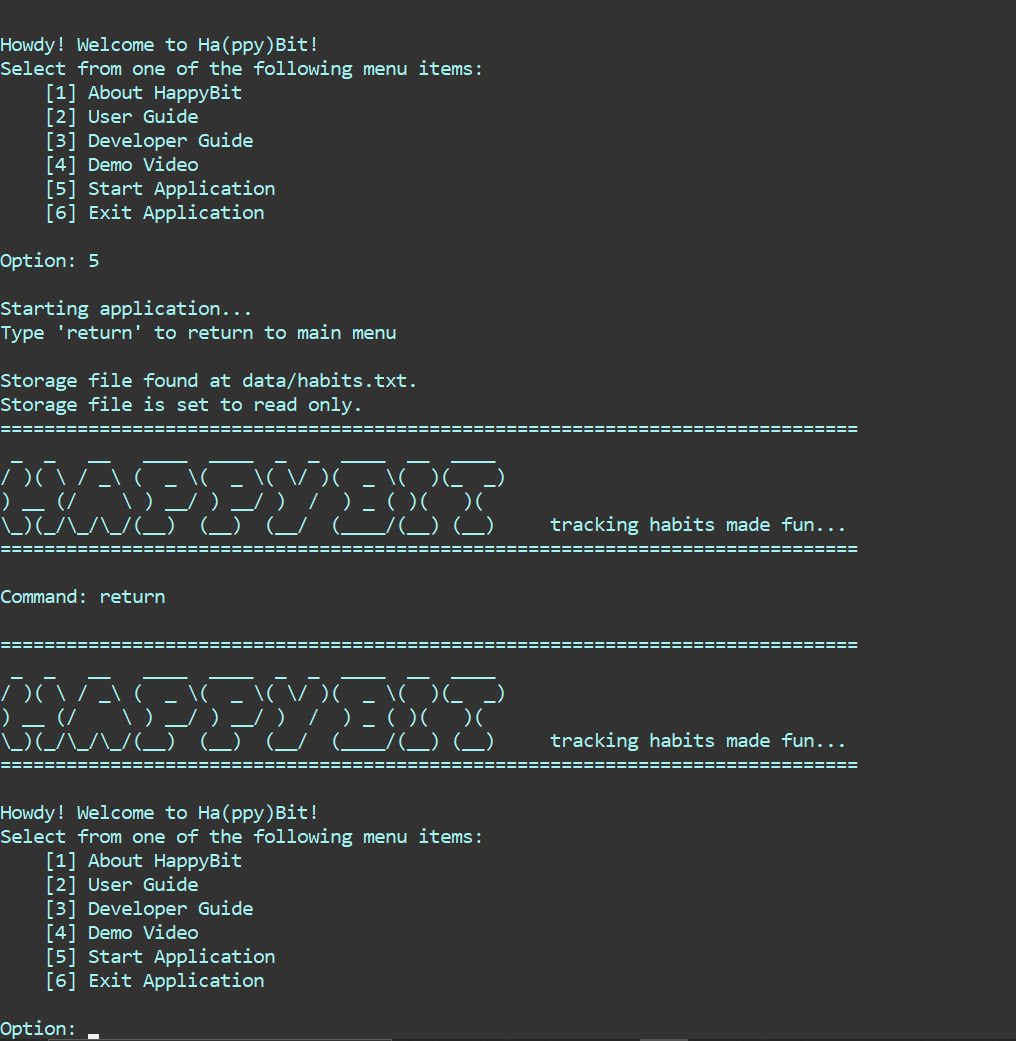 Howdy! Welcome to Ha(ppy)Bit!
Select from one of the following menu items:
    [1] About HappyBit
    [2] User Guide
    [3] Developer Guide
    [4] Demo Video
    [5] Start Application
    [6] Exit Application

Option: 5

Starting application...
Type 'return' to return to main menu

Storage file found at data/habits.txt.
Storage file is set to read only.
==============================================================================
 _  _   __   ____  ____  _  _  ____  __  ____
/ )( \ / _\ (  _ \(  _ \( \/ )(  _ \(  )(_  _)
) __ (/    \ ) __/ ) __/ )  /  ) _ ( )(   )(
\_)(_/\_/\_/(__)  (__)  (__/  (____/(__) (__)     tracking habits made fun...
==============================================================================

Command: return

==============================================================================
 _  _   __   ____  ____  _  _  ____  __  ____
/ )( \ / _\ (  _ \(  _ \( \/ )(  _ \(  )(_  _)
) __ (/    \ ) __/ ) __/ )  /  ) _ ( )(   )(
\_)(_/\_/\_/(__)  (__)  (__/  (____/(__) (__)     tracking habits made fun...
==============================================================================

Howdy! Welcome to Ha(ppy)Bit!
Select from one of the following menu items:
    [1] About HappyBit
    [2] User Guide
    [3] Developer Guide
    [4] Demo Video
    [5] Start Application
    [6] Exit Application

Option: